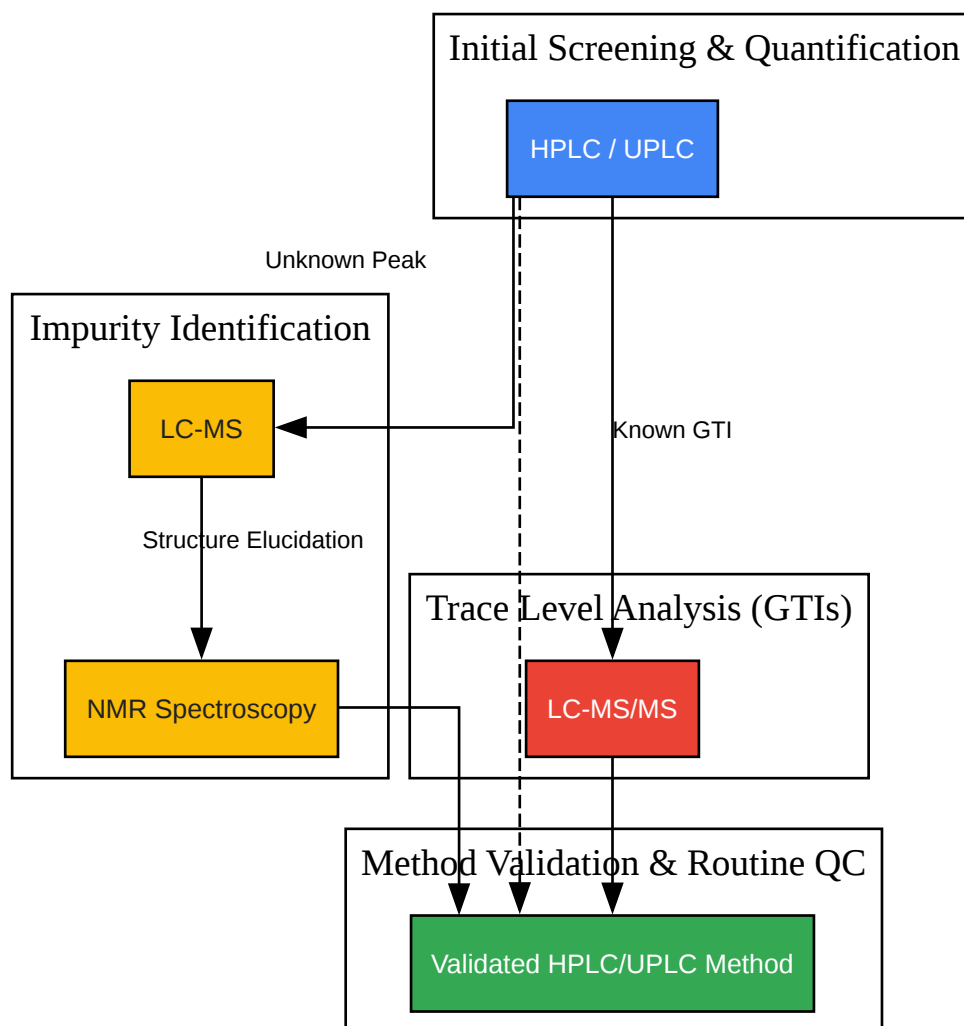 Initial Screening & Quantification
HPLC / UPLC
Unknown Peak
Impurity Identification
LC-MS
Known GTI
Structure Elucidation
Trace Level Analysis (GTIs)
NMR Spectroscopy
LC-MS/MS
Method Validation & Routine QC
Validated HPLC/UPLC Method